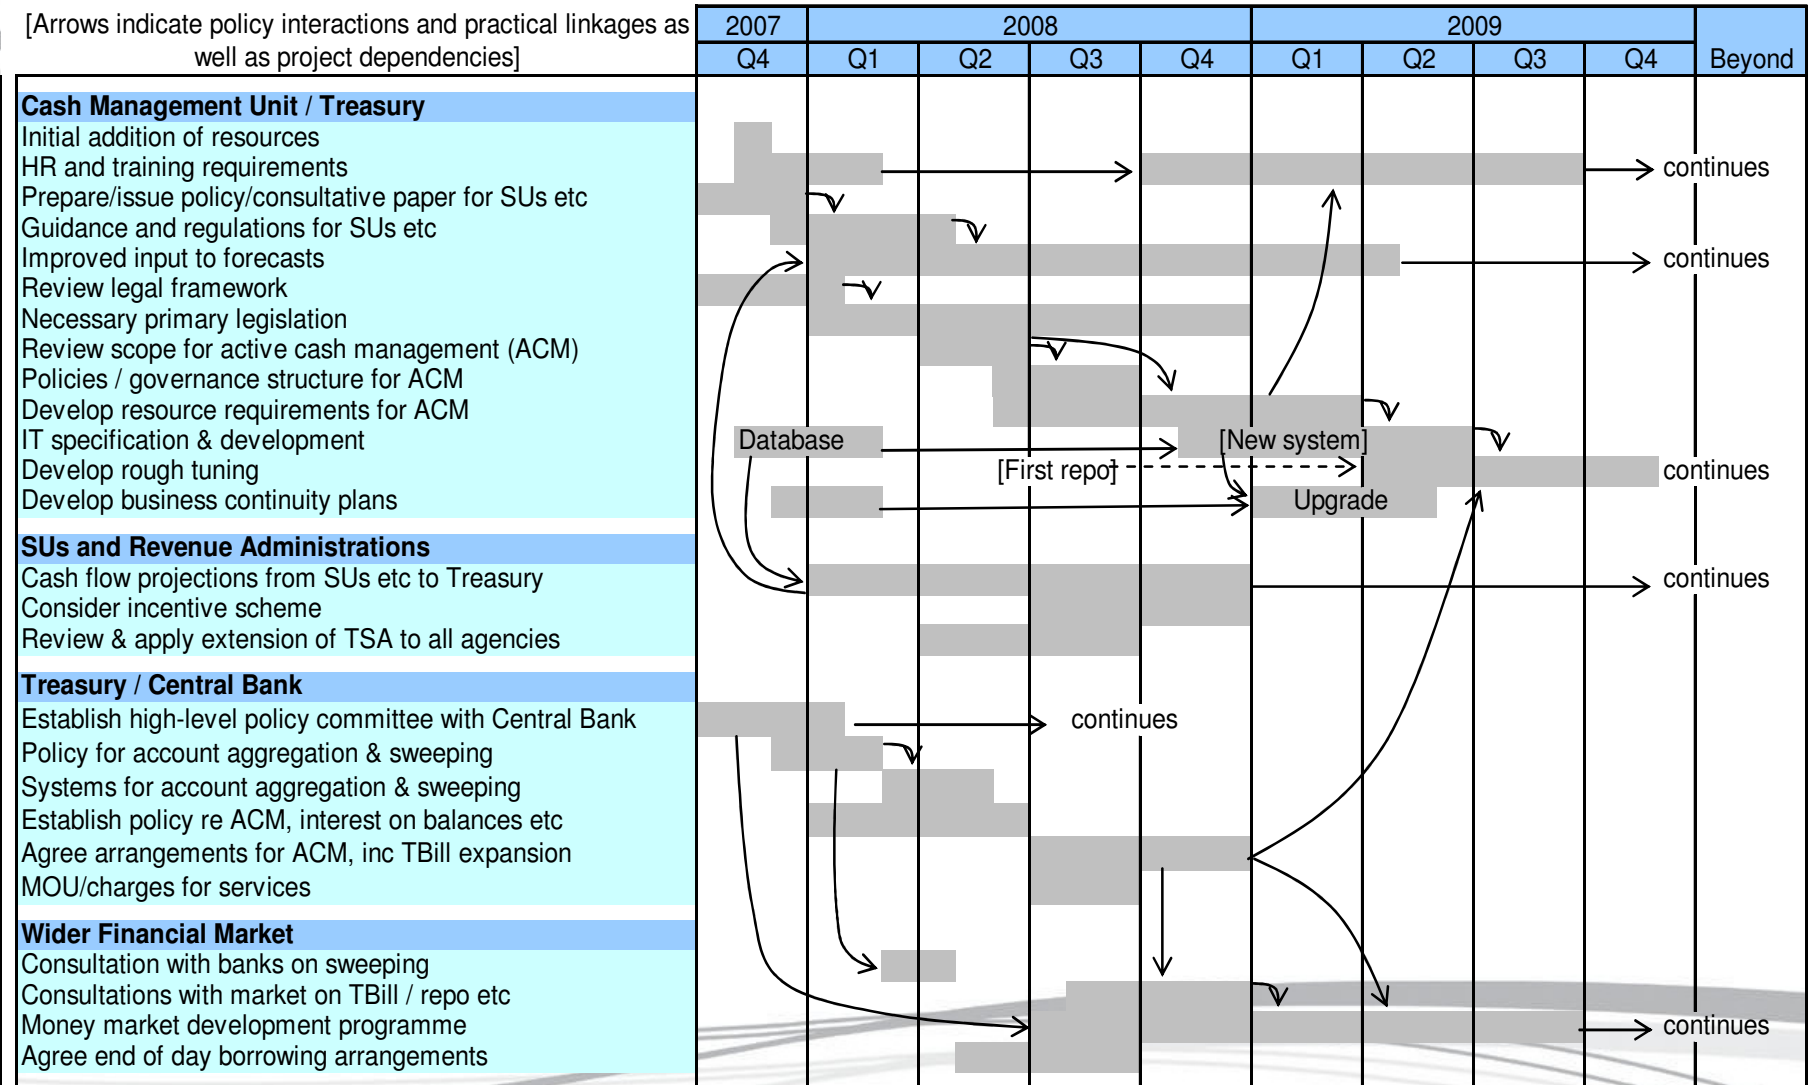 [Arrows indicate policy interactions and practical linkages as
well as project dependencies]
2007 2008 2009
Q4 Q1 Q2 Q3 Q4 Q1 Q2 Q3 Q4 Beyond
Cash Management Unit / Treasury
Initial addition of resources
HR and training requirements continues
Prepare/issue policy/consultative paper for SUs etc
Guidance and regulations for SUs etc
Improved input to forecasts continues
Review legal framework
Necessary primary legislation
Review scope for active cash management (ACM)
Policies / governance structure for ACM
Develop resource requirements for ACM
IT specification & development Database [New system]
Develop rough tuning [First repo] continues
Develop business continuity plans Upgrade
SUs and Revenue Administrations
Cash flow projections from SUs etc to Treasury continues
Consider incentive scheme
Review & apply extension of TSA to all agencies
Treasury / Central Bank
Establish high-level policy committee with Central Bank continues
Policy for account aggregation & sweeping
Systems for account aggregation & sweeping
Establish policy re ACM, interest on balances etc
Agree arrangements for ACM, inc TBill expansion
MOU/charges for services
Wider Financial Market
Consultation with banks on sweeping
Consultations with market on TBill / repo etc
Money market development programme continues
Agree end of day borrowing arrangements